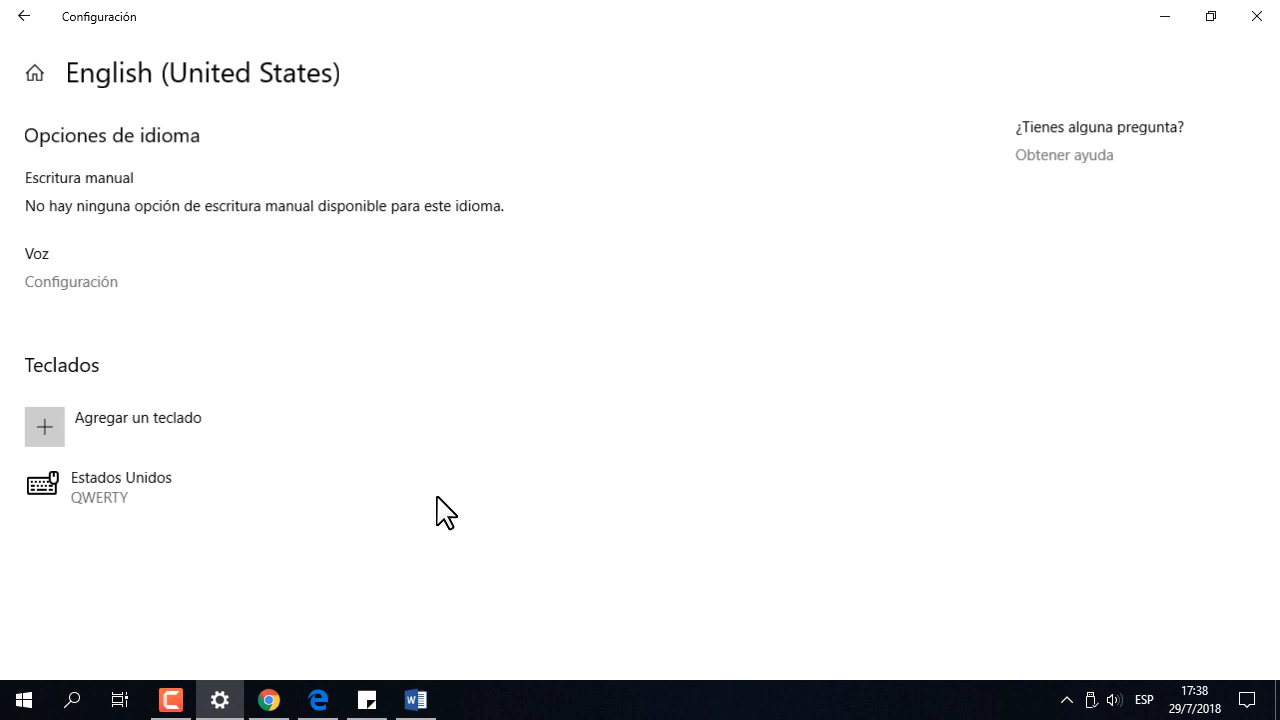 Configuración
English (United States)
Opciones de idioma
Escritura manual
No hay ninguna opción de escritura manual disponible para este idioma.
Voz
Configuración
¿Tienes alguna pregunta?
Obtener ayuda
Teclados
Agregar un teclado
Estados Unidos
QWERTY
ESP
17:38
29/7/2018